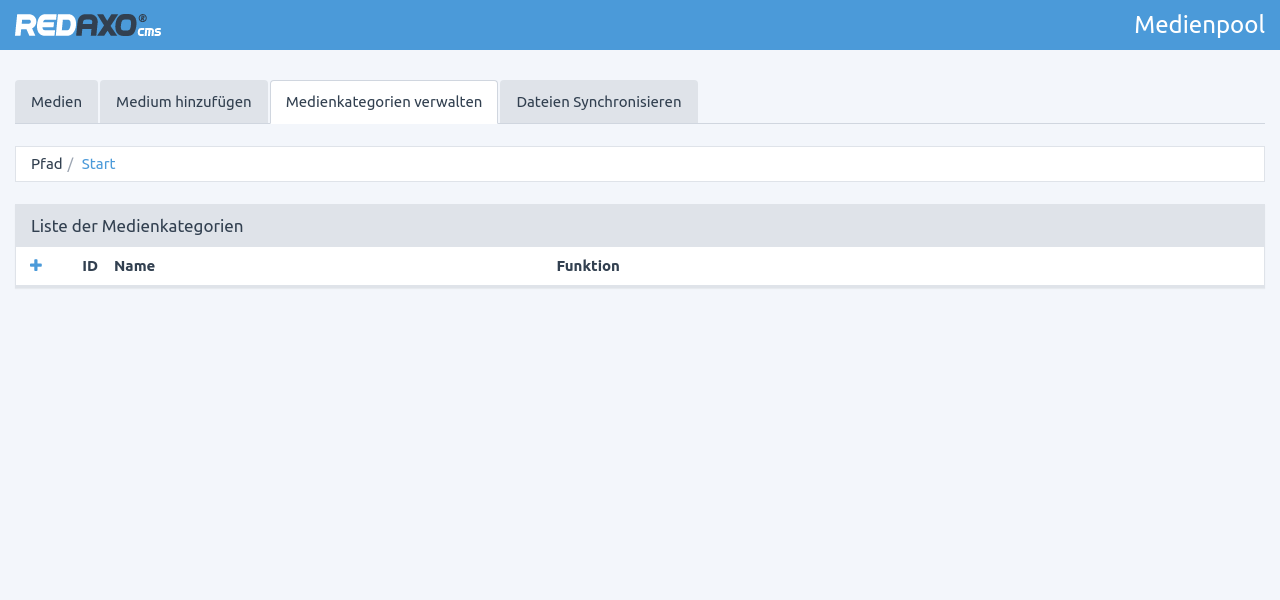 REDAXO® cms
Medienpool
Medien Medium hinzufügen Medienkategorien verwalten Dateien Synchronisieren
Pfad / Start
Liste der Medienkategorien
ID Name Funktion